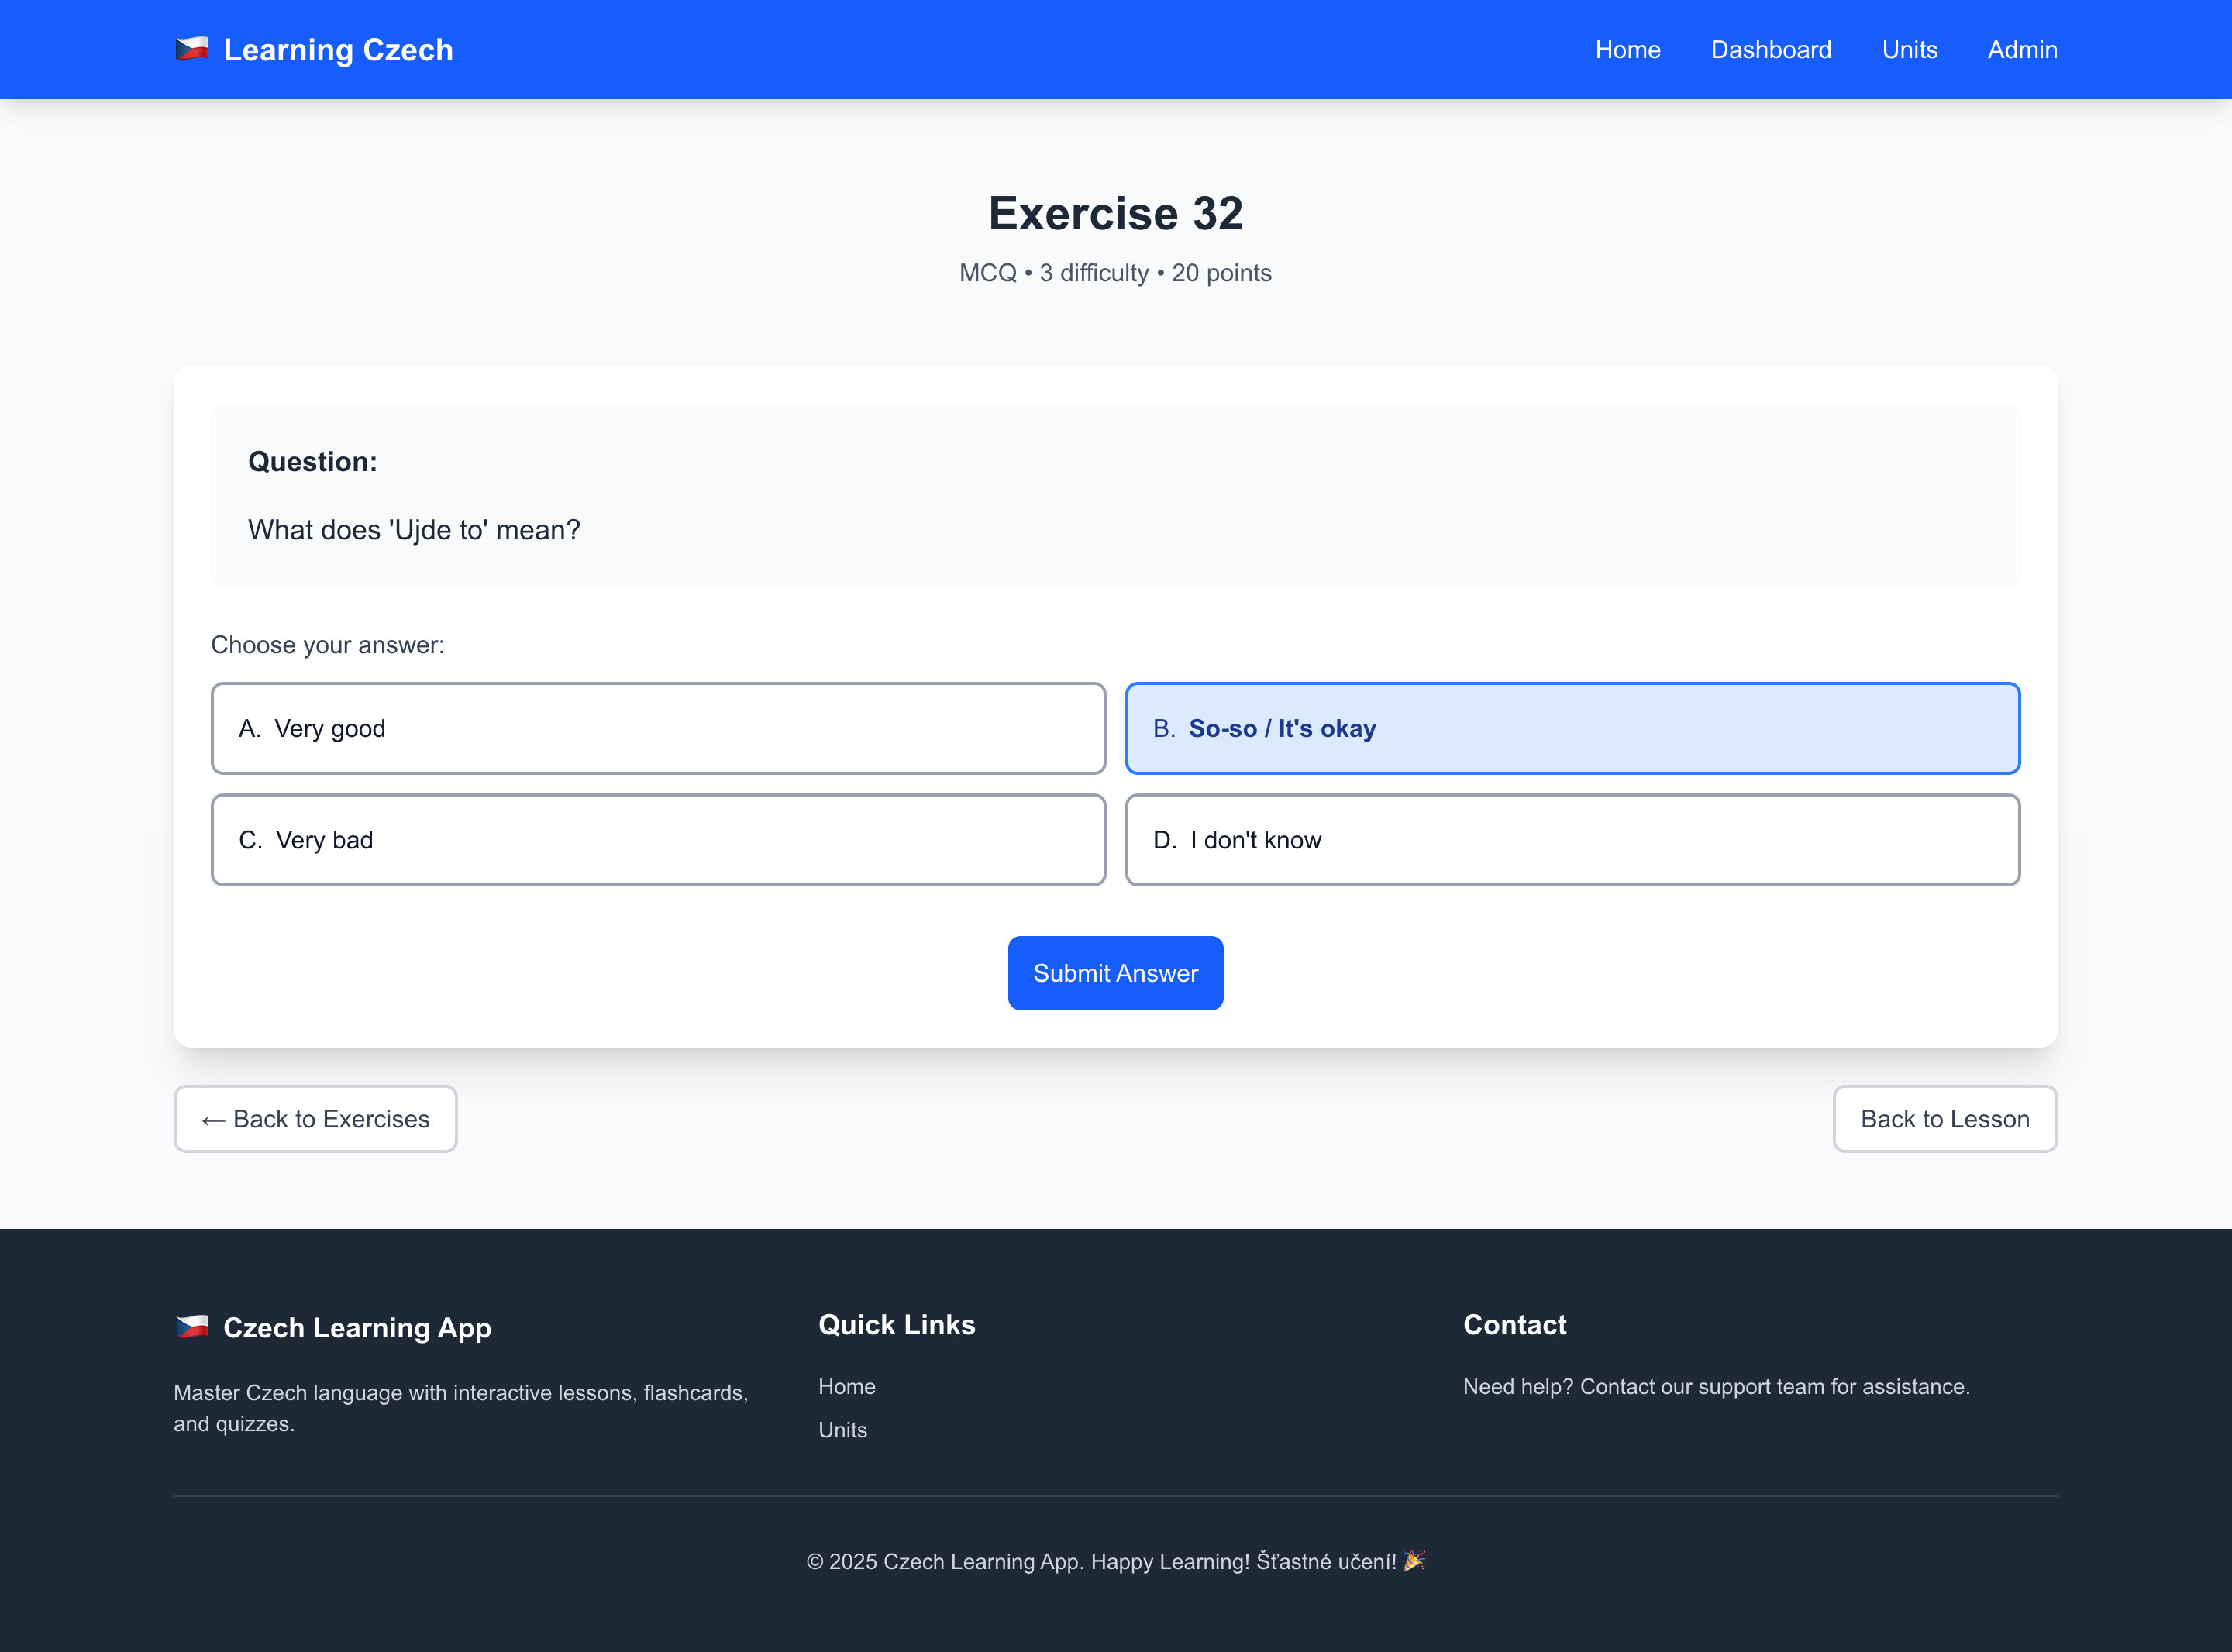 Learning Czech
Home Dashboard Units Admin
Exercise 32
MCQ • 3 difficulty • 20 points
Question:
What does 'Ujde to' mean?
Choose your answer:
A. Very good
B. So-so / It's okay
C. Very bad
D. I don't know
Submit Answer
← Back to Exercises
Back to Lesson
Czech Learning App
Master Czech language with interactive lessons, flashcards,
and quizzes.
Quick Links
Home
Units
Contact
Need help? Contact our support team for assistance.
© 2025 Czech Learning App. Happy Learning! Šťastné učení! 🎉